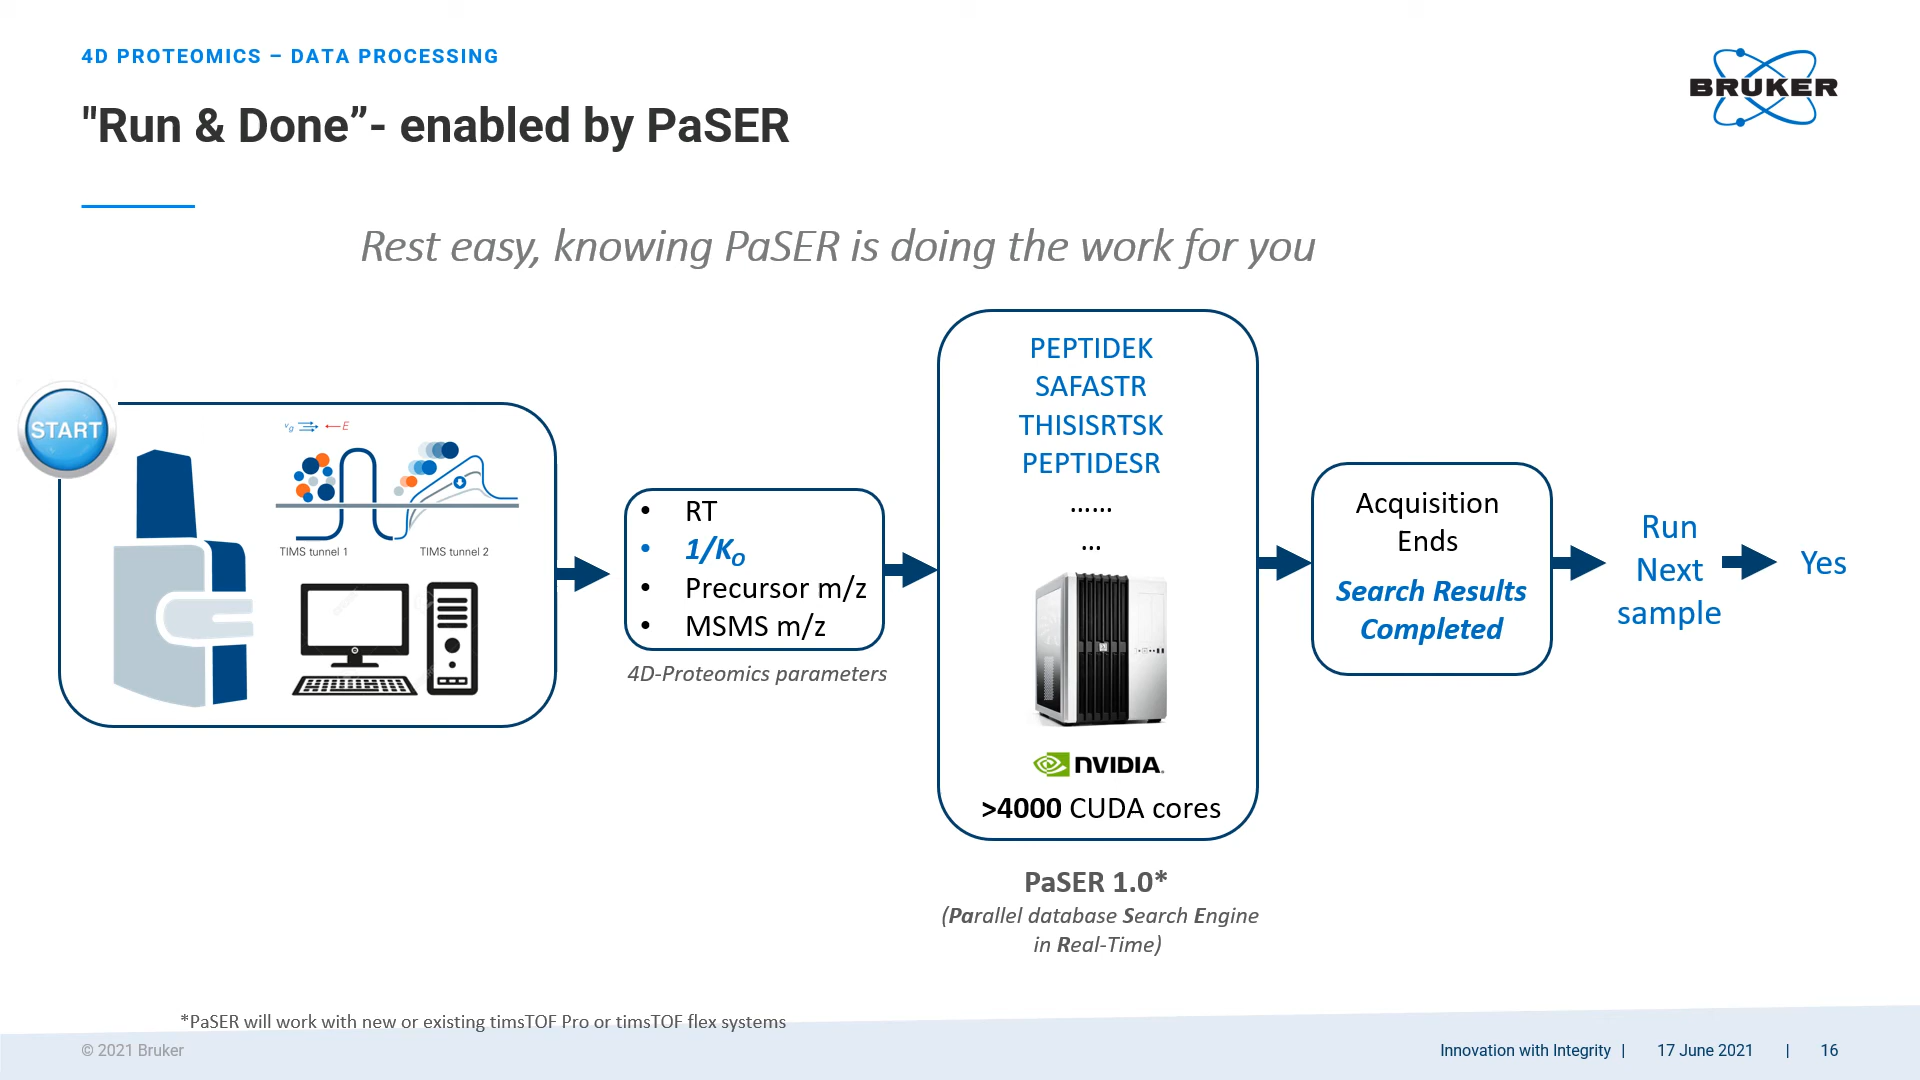 4D PROTEOMICS – DATA PROCESSING
BRUKER
"Run & Done”- enabled by PaSER
Rest easy, knowing PaSER is doing the work for you
START
vg
E
TIMS tunnel 1
TIMS tunnel 2
• RT
• 1/KO
• Precursor m/z
• MSMS m/z
4D-Proteomics parameters
PEPTIDEK
SAFASTR
THISISRTSK
PEPTIDESR
......
...
NVIDIA.
>4000 CUDA cores
PaSER 1.0*
(Parallel database Search Engine
in Real-Time)
Acquisition
Ends
Search Results
Completed
Run
Next
sample
Yes
*PaSER will work with new or existing timsTOF Pro or timsTOF flex systems
© 2021 Bruker
Innovation with Integrity | 17 June 2021 | 16